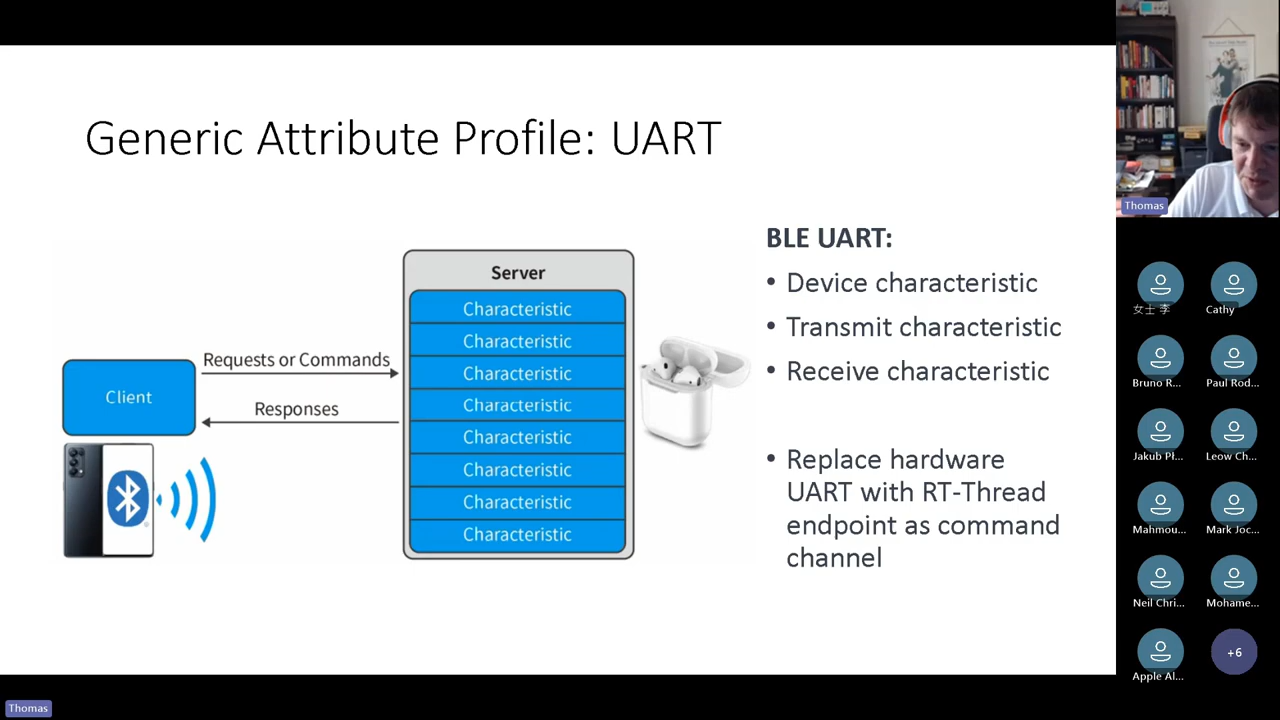 Generic Attribute Profile: UART
Server
Characteristic
Characteristic
Characteristic
Characteristic
Characteristic
Characteristic
Characteristic
Characteristic
Client
Requests or Commands
Responses
BLE UART:
• Device characteristic
• Transmit characteristic
• Receive characteristic
• Replace hardware
UART with RT-Thread
endpoint as command
channel
Thomas
女士 李
Cathy
Bruno R...
Paul Rod...
Jakub Pł...
Leow Ch...
Mahmou...
Mark Joc...
Neil Chri...
Mohame...
Apple Al...
+6
Thomas